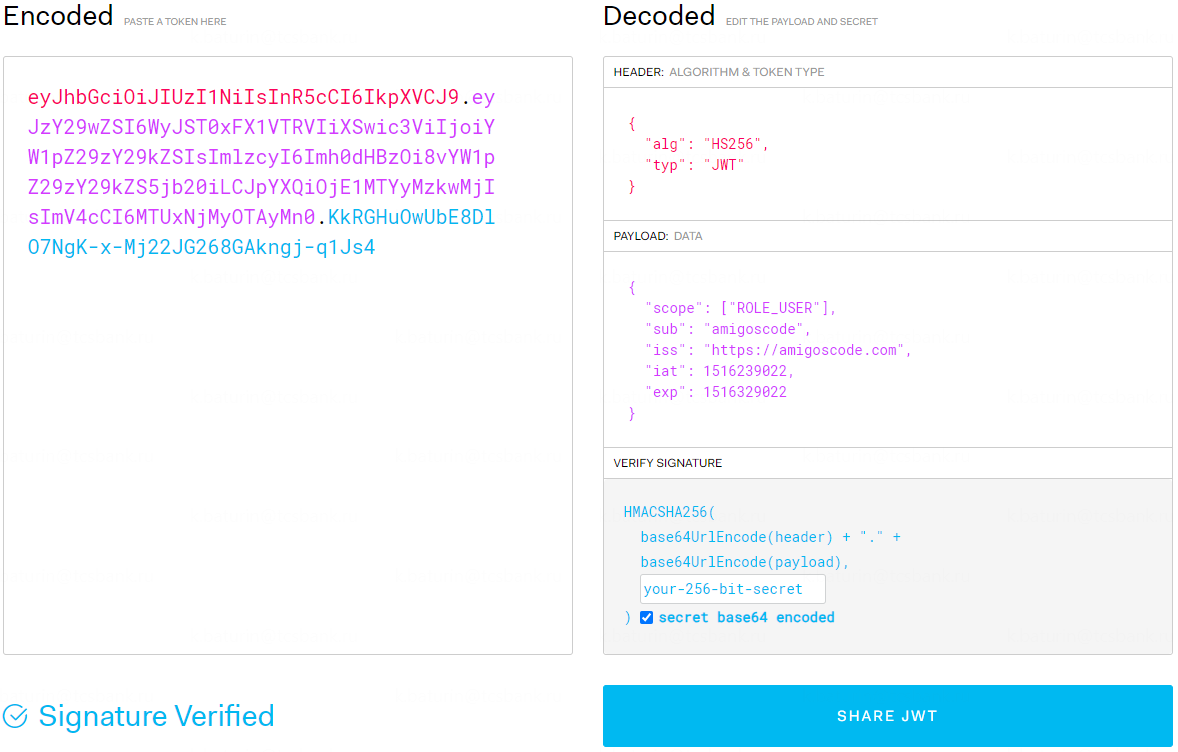 Encoded PASTE A TOKEN HERE
eyJhbGciOiJIUzI1NiIsInR5cCI6IkpXVCJ9.ey
JzY29wZSI6WyJST0xFX1VTRVIiXSwic3ViIjoiY
W1pZ29zY29kZSIsImlzcyI6Imh0dHBzOi8vYW1p
Z29zY29kZS5jb20iLCJpYXQiOjE1MTYyMzkwMjI
sImV4cCI6MTUxNjMyOTAyMn0.KkRGHuOwUbE8Dl
O7NgK-x-Mj22JG268GAkngj-q1Js4
Signature Verified
Decoded EDIT THE PAYLOAD AND SECRET
HEADER: ALGORITHM & TOKEN TYPE
{
"alg": "HS256",
"typ": "JWT"
}
PAYLOAD: DATA
{
"scope": ["ROLE_USER"],
"sub": "amigoscode",
"iss": "https://amigoscode.com",
"iat": 1516239022,
"exp": 1516329022
}
VERIFY SIGNATURE
HMACSHA256(
base64UrlEncode(header) + "." +
base64UrlEncode(payload),
your-256-bit-secret
) secret base64 encoded
SHARE JWT